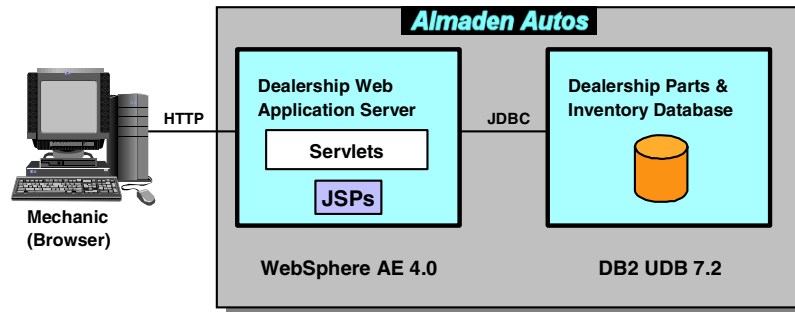 Almaden Autos
Dealership Web
Application Server
Servlets
JSPs
HTTP
JDBC
Dealership Parts &
Inventory Database
Mechanic
(Browser)
WebSphere AE 4.0
DB2 UDB 7.2